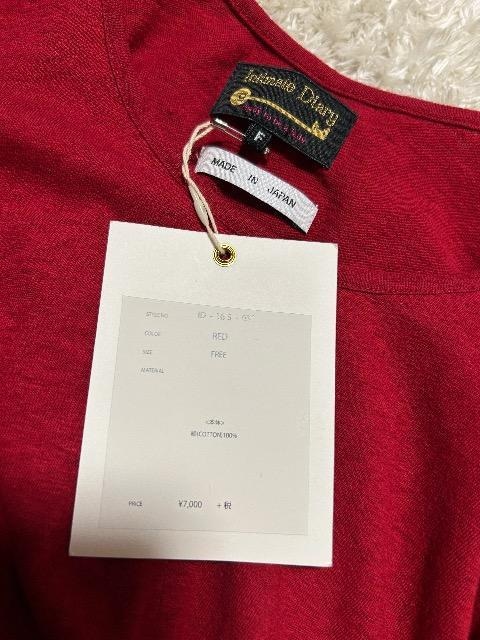 Intimate Diary
F
MADE IN JAPAN
STYLE NO
COLOR RED
SIZE FREE
MATERIAL
<本体>
綿(COTTON)100%
PRICE ¥7,000 +税